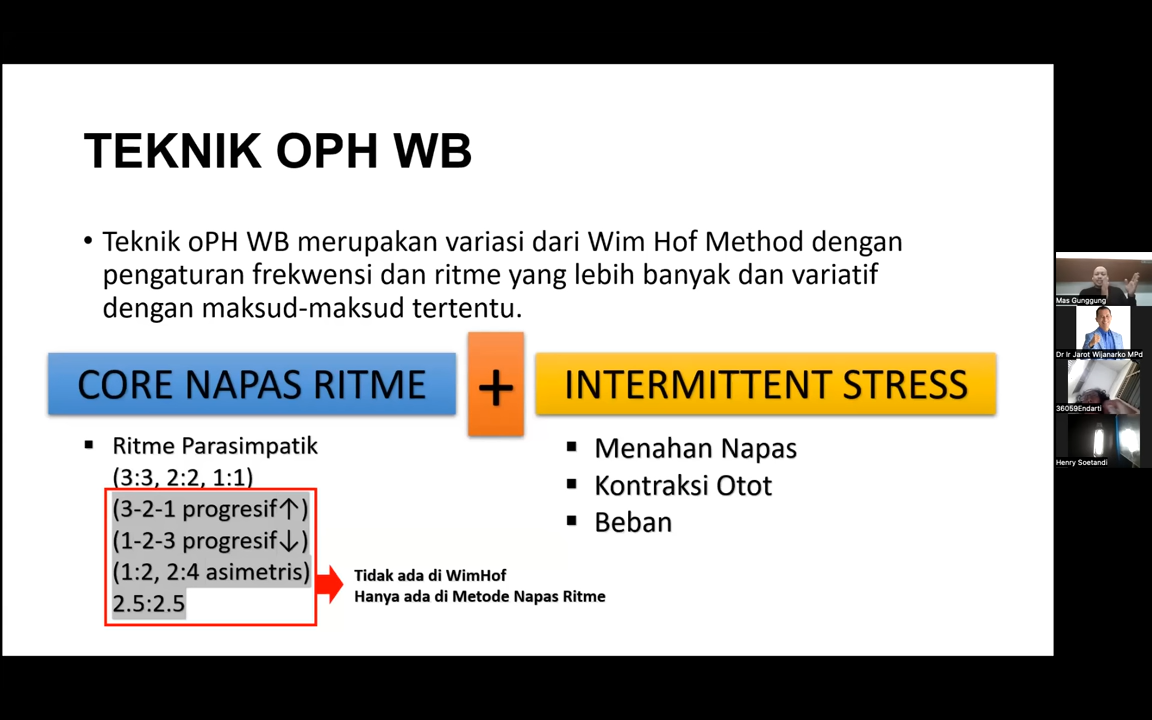 TEKNIK OPH WB
• Teknik oPH WB merupakan variasi dari Wim Hof Method dengan
pengaturan frekwensi dan ritme yang lebih banyak dan variatif
dengan maksud-maksud tertentu.
CORE NAPAS RITME
+
INTERMITTENT STRESS
▪ Ritme Parasimpatik
(3:3, 2:2, 1:1)
(3-2-1 progresif↑)
(1-2-3 progresif↓)
(1:2, 2:4 asimetris)
2.5:2.5
Tidak ada di WimHof
Hanya ada di Metode Napas Ritme
▪ Menahan Napas
▪ Kontraksi Otot
▪ Beban
Mas Gunggung
Dr Ir Jarot Wijanarko MPd
36059Endarti
Henry Soetandi